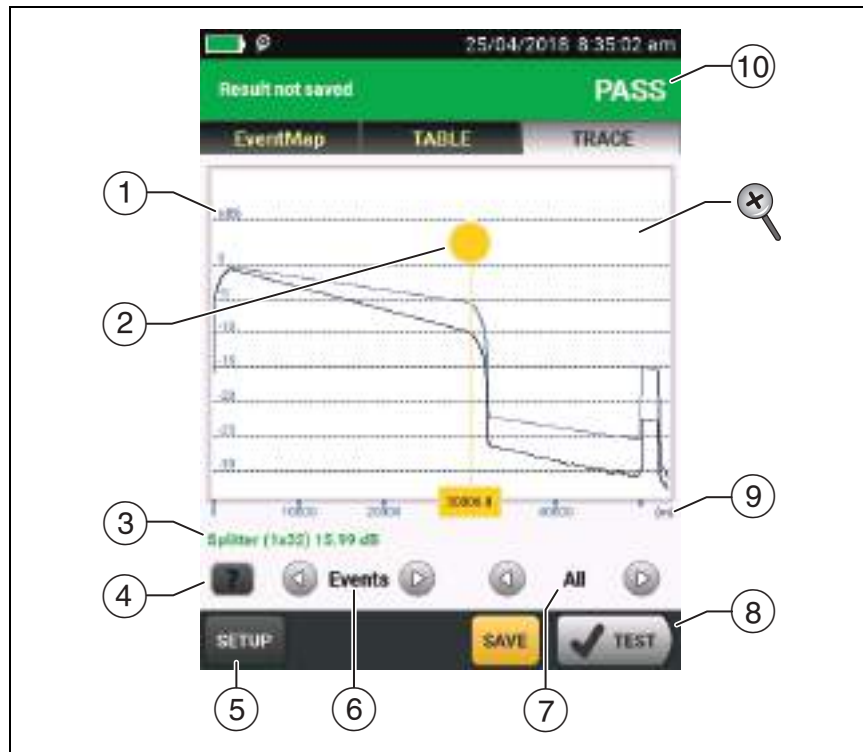 25/04/2018 8:35:02 am
Result not saved
PASS
10
EventMap
TABLE
TRACE
1
(dB)
2
0
-5
-10
-15
-20
-25
-30
0
10000
20000
40000
(m)
9
3
Splitter (1x32) 15.99 dB
4
?
Events
All
SETUP
SAVE
TEST
8
5
6
7